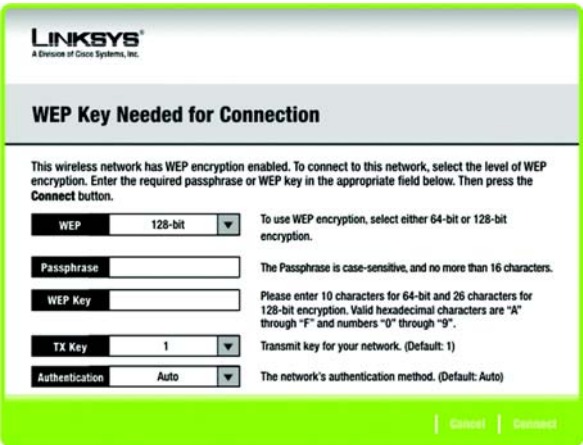 LINKSYS®
A Division of Cisco Systems, Inc.
WEP Key Needed for Connection
This wireless network has WEP encryption enabled. To connect to this network, select the level of WEP
encryption. Enter the required passphrase or WEP key in the appropriate field below. Then press the
Connect button.
WEP 128-bit To use WEP encryption, select either 64-bit or 128-bit
encryption.
Passphrase The Passphrase is case-sensitive, and no more than 16 characters.
WEP Key Please enter 10 characters for 64-bit and 26 characters for
128-bit encryption. Valid hexadecimal characters are "A"
through "F" and numbers "0" through "9".
TX Key 1 Transmit key for your network. (Default: 1)
Authentication Auto The network's authentication method. (Default: Auto)
Cancel Connect